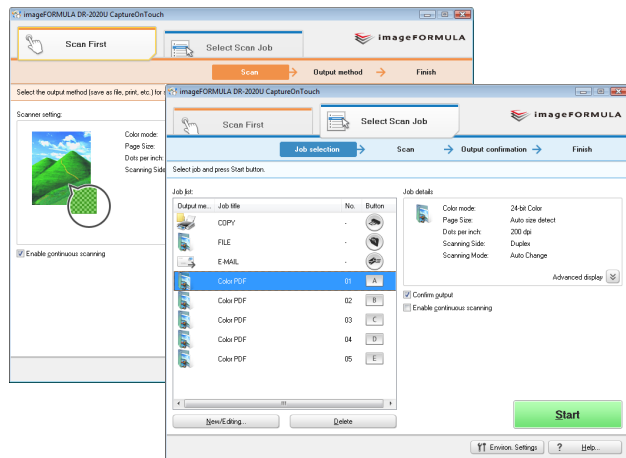 imageFORMULA DR-2020U CaptureOnTouch
Scan First
Select Scan Job
imageFORMULA
Scan
Output method
Finish
Select the output method (save as file, print, etc.) for
Scanner setting:
Color mode:
Page Size:
Dots per inch:
Scanning Side
Enable continuous scanning
imageFORMULA DR-2020U CaptureOnTouch
Scan First
Select Scan Job
imageFORMULA
Job selection
Scan
Output confirmation
Finish
Select job and press Start button.
Job list:
Output me... Job title No. Button
COPY -
FILE -
E-MAIL -
Color PDF 01 A
Color PDF 02 B
Color PDF 03 C
Color PDF 04 D
Color PDF 05 E
New/Editing...
Delete
Job details
Color mode: 24-bit Color
Page Size: Auto size detect
Dots per inch: 200 dpi
Scanning Side: Duplex
Scanning Mode: Auto Change
Advanced display
Confirm output
Enable continuous scanning
Start
Environ. Settings
? Help...